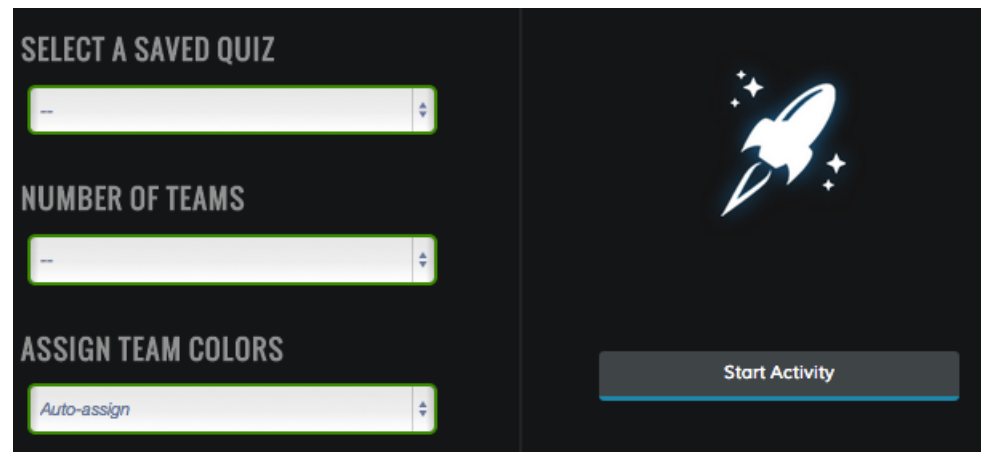 SELECT A SAVED QUIZ
--
NUMBER OF TEAMS
--
ASSIGN TEAM COLORS
Auto-assign
Start Activity